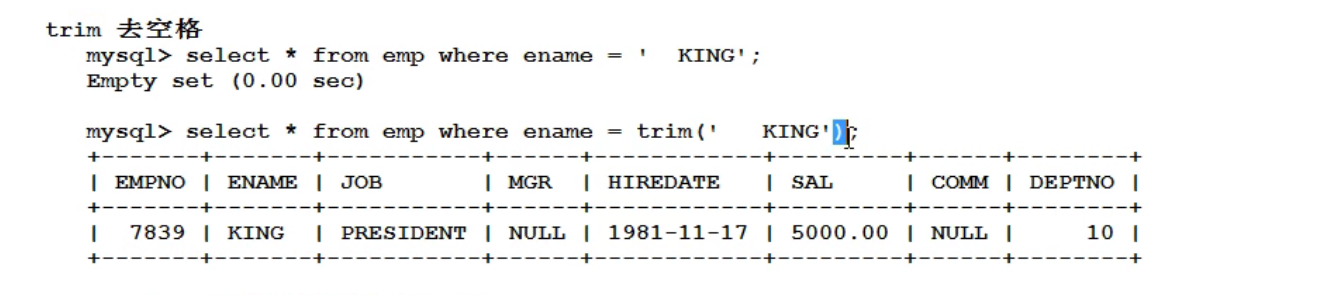 trim 去空格
mysql> select * from emp where ename = '  KING';
Empty set (0.00 sec)
mysql> select * from emp where ename = trim('   KING');
+-------+-------+-----------+------+------------+---------+------+--------+
| EMPNO | ENAME | JOB       | MGR  | HIREDATE   | SAL     | COMM | DEPTNO |
+-------+-------+-----------+------+------------+---------+------+--------+
|  7839 | KING  | PRESIDENT | NULL | 1981-11-17 | 5000.00 | NULL |     10 |
+-------+-------+-----------+------+------------+---------+------+--------+